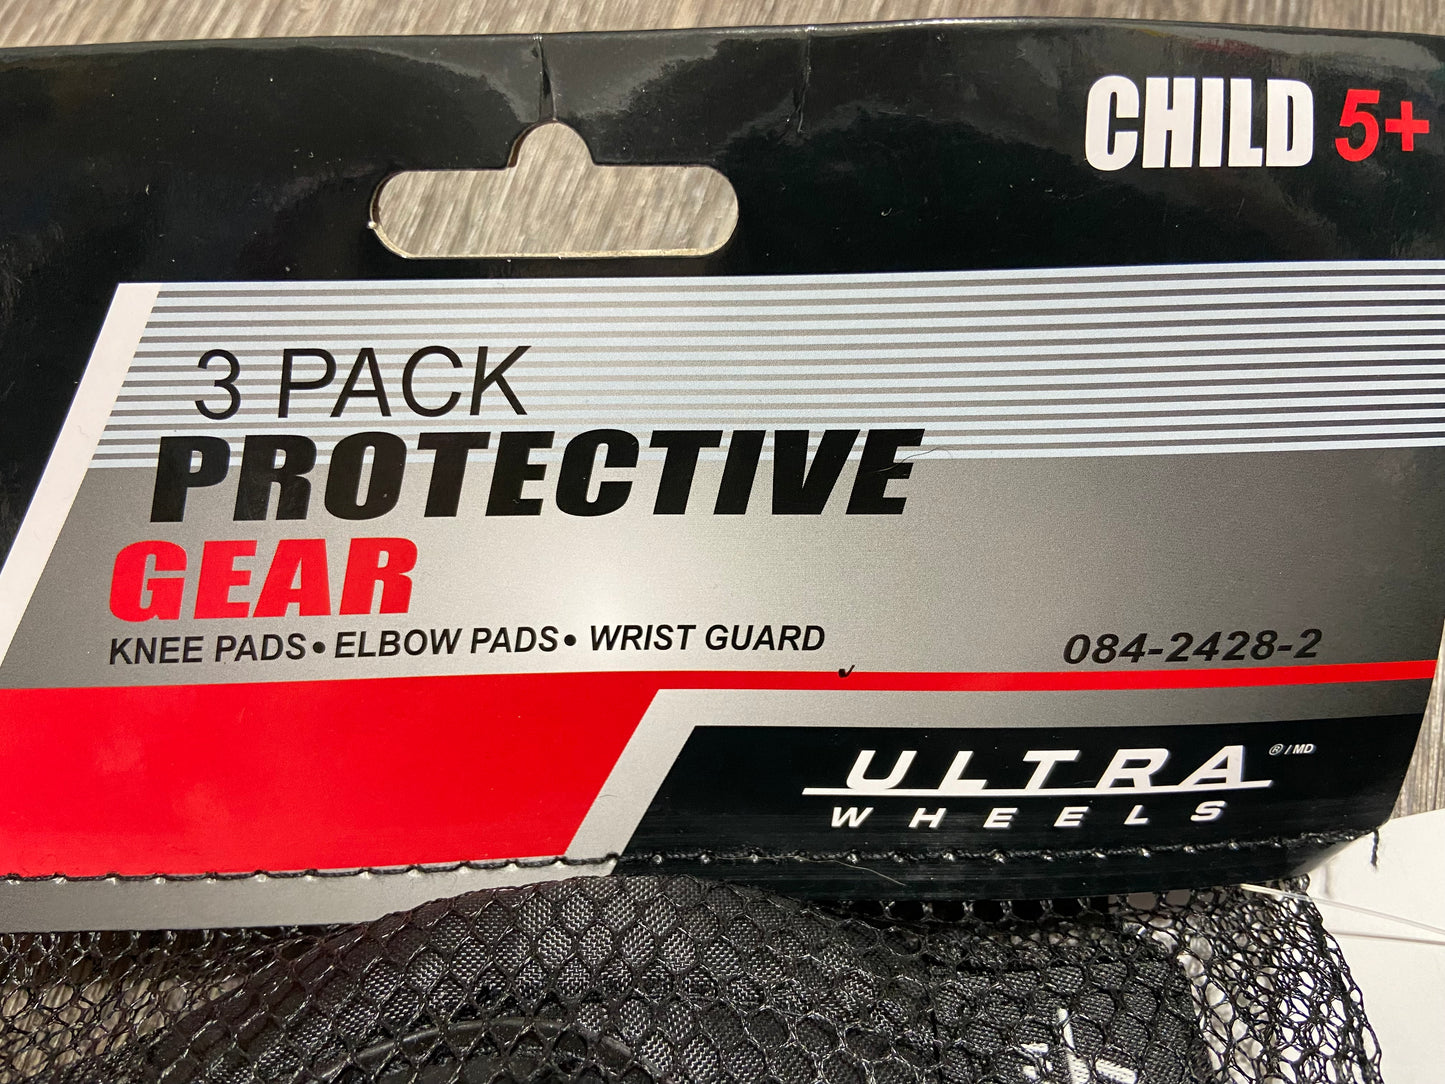 CHILD 5+
3 PACK
PROTECTIVE
GEAR
KNEE PADS • ELBOW PADS • WRIST GUARD
084-2428-2
ULTRA ®/MD
WHEELS